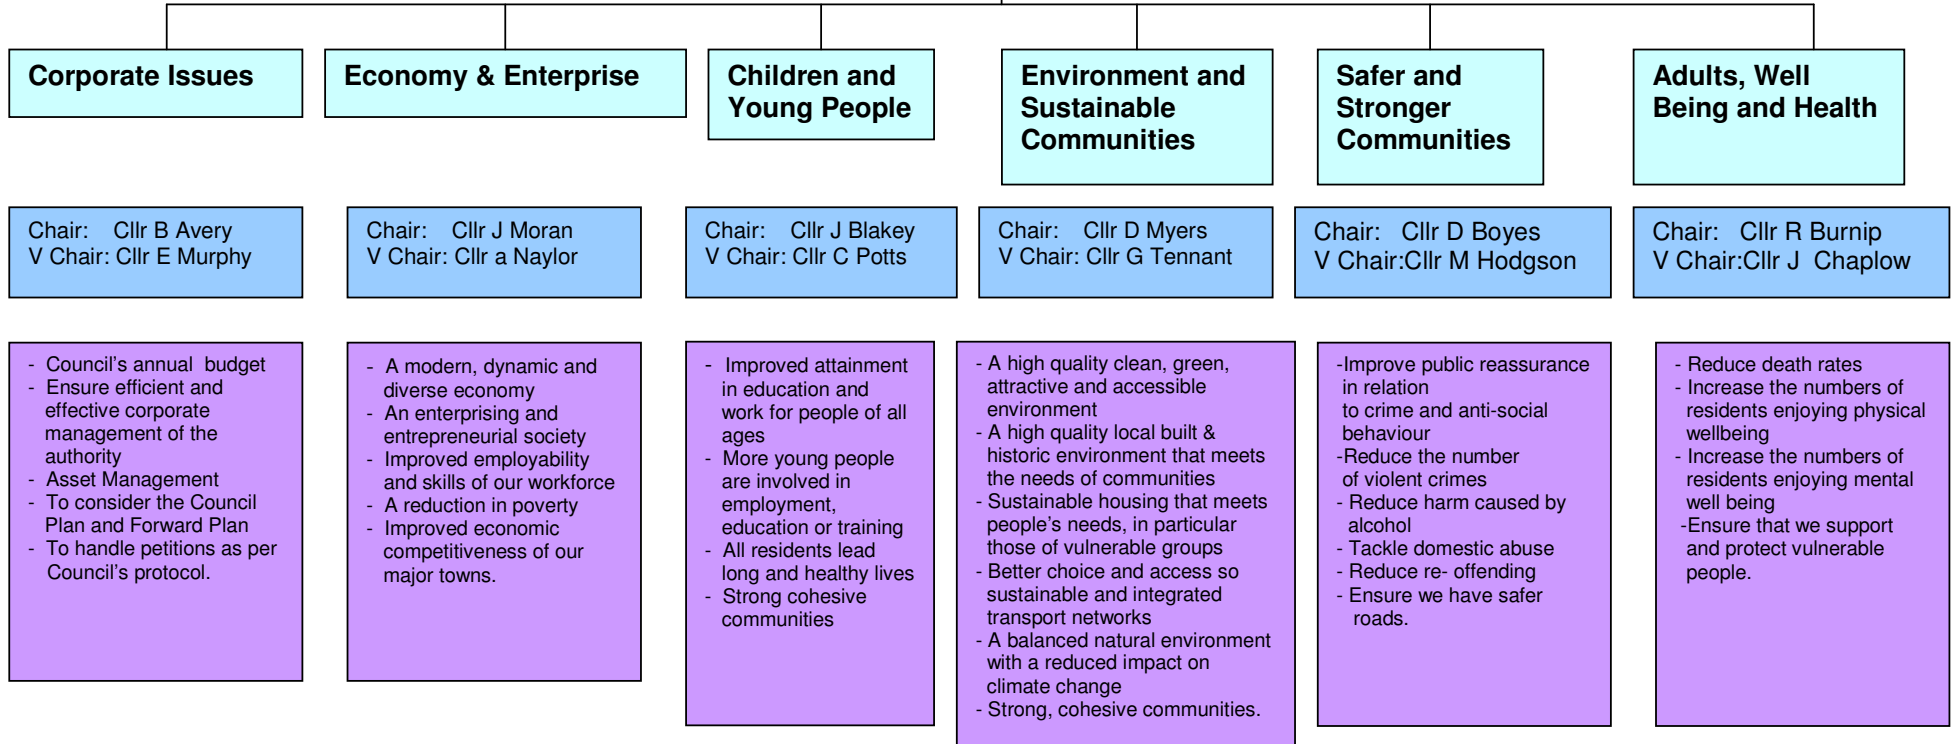 Corporate Issues
Economy & Enterprise
Children and
Young People
Environment and
Sustainable
Communities
Safer and
Stronger
Communities
Adults, Well
Being and Health
Chair: Cllr B Avery
V Chair: Cllr E Murphy
Chair: Cllr J Moran
V Chair: Cllr a Naylor
Chair: Cllr J Blakey
V Chair: Cllr C Potts
Chair: Cllr D Myers
V Chair: Cllr G Tennant
Chair: Cllr D Boyes
V Chair:Cllr M Hodgson
Chair: Cllr R Burnip
V Chair:Cllr J Chaplow
- Council's annual budget
- Ensure efficient and
effective corporate
management of the
authority
- Asset Management
- To consider the Council
Plan and Forward Plan
- To handle petitions as per
Council's protocol.
- A modern, dynamic and
diverse economy
- An enterprising and
entrepreneurial society
- Improved employability
and skills of our workforce
- A reduction in poverty
- Improved economic
competitiveness of our
major towns.
- Improved attainment
in education and
work for people of all
ages
- More young people
are involved in
employment,
education or training
- All residents lead
long and healthy lives
- Strong cohesive
communities
- A high quality clean, green,
attractive and accessible
environment
- A high quality local built &
historic environment that meets
the needs of communities
- Sustainable housing that meets
people's needs, in particular
those of vulnerable groups
- Better choice and access so
sustainable and integrated
transport networks
- A balanced natural environment
with a reduced impact on
climate change
- Strong, cohesive communities.
-Improve public reassurance
in relation
to crime and anti-social
behaviour
-Reduce the number
of violent crimes
- Reduce harm caused by
alcohol
- Tackle domestic abuse
- Reduce re- offending
- Ensure we have safer
roads.
- Reduce death rates
- Increase the numbers of
residents enjoying physical
wellbeing
- Increase the numbers of
residents enjoying mental
well being
-Ensure that we support
and protect vulnerable
people.